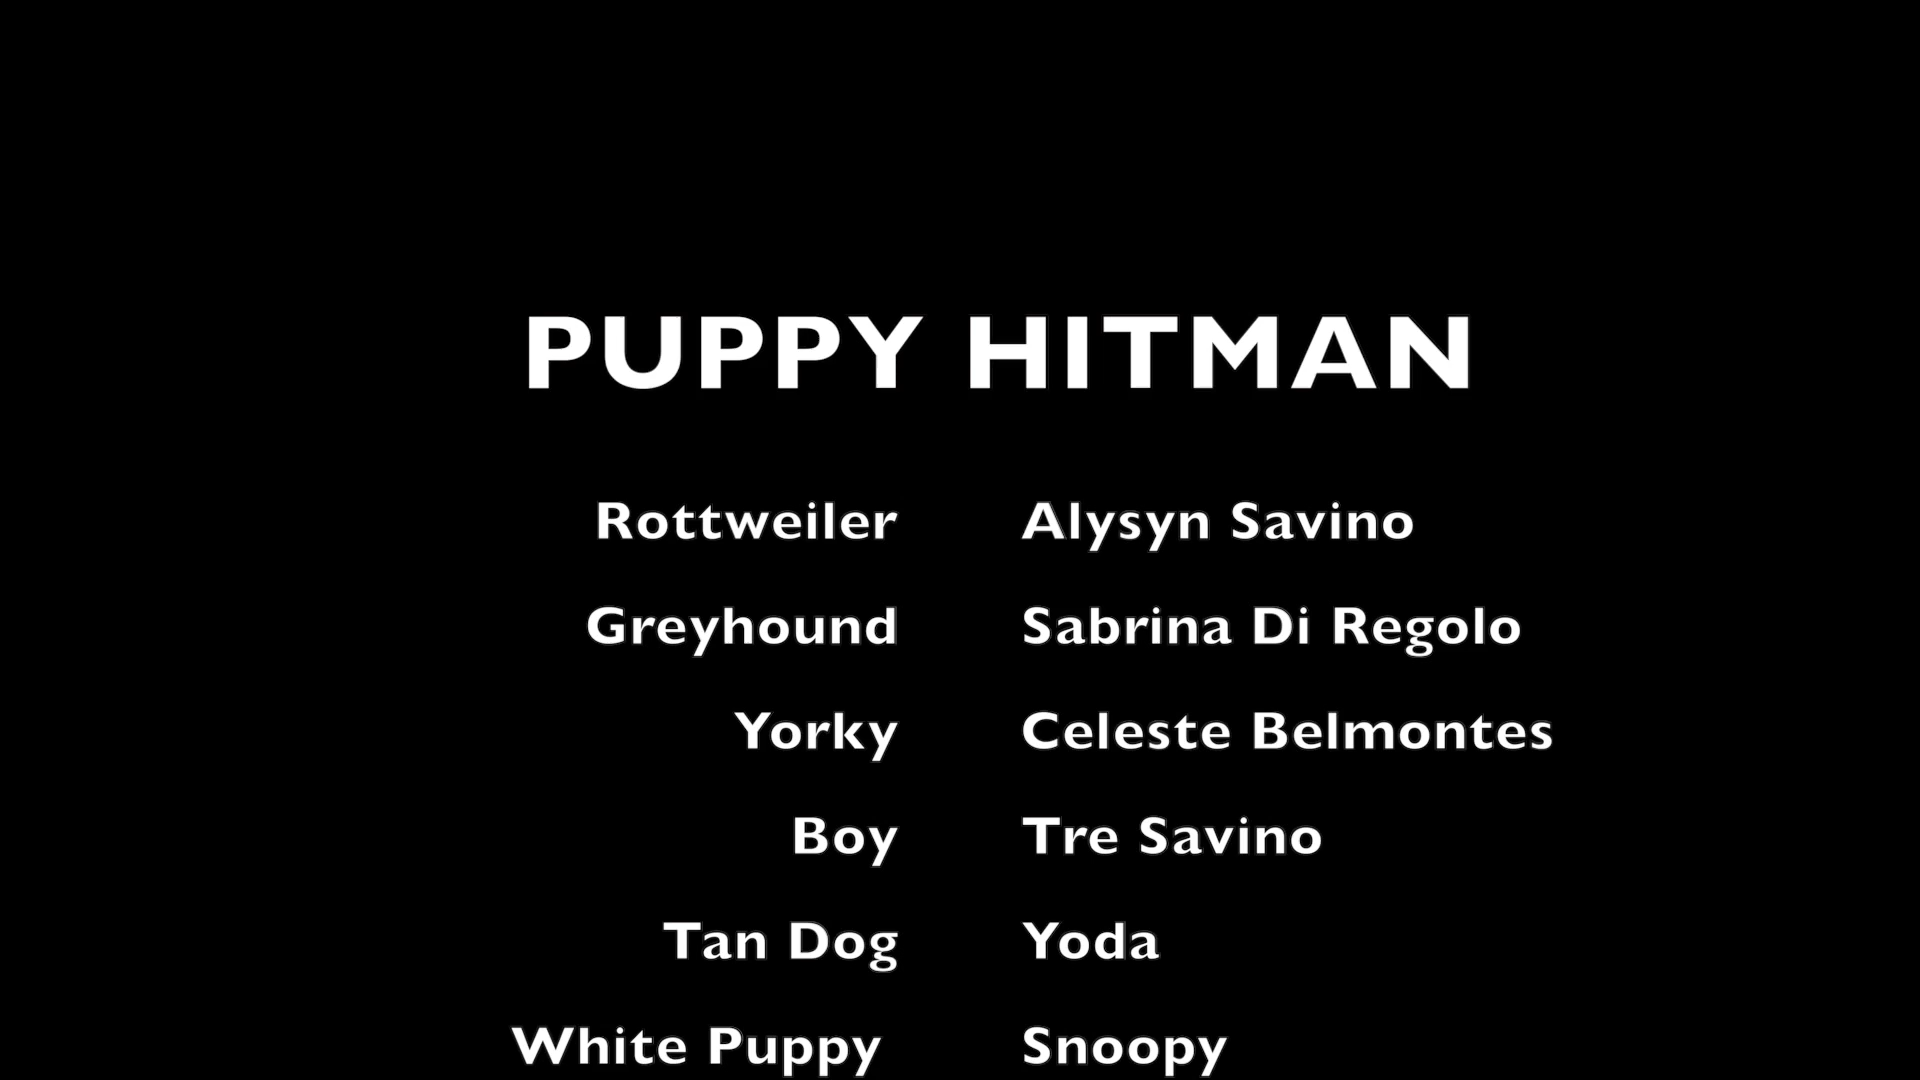 PUPPY HITMAN
Rottweiler Alysyn Savino
Greyhound Sabrina Di Regolo
Yorky Celeste Belmontes
Boy Tre Savino
Tan Dog Yoda
White Puppy Snoopy